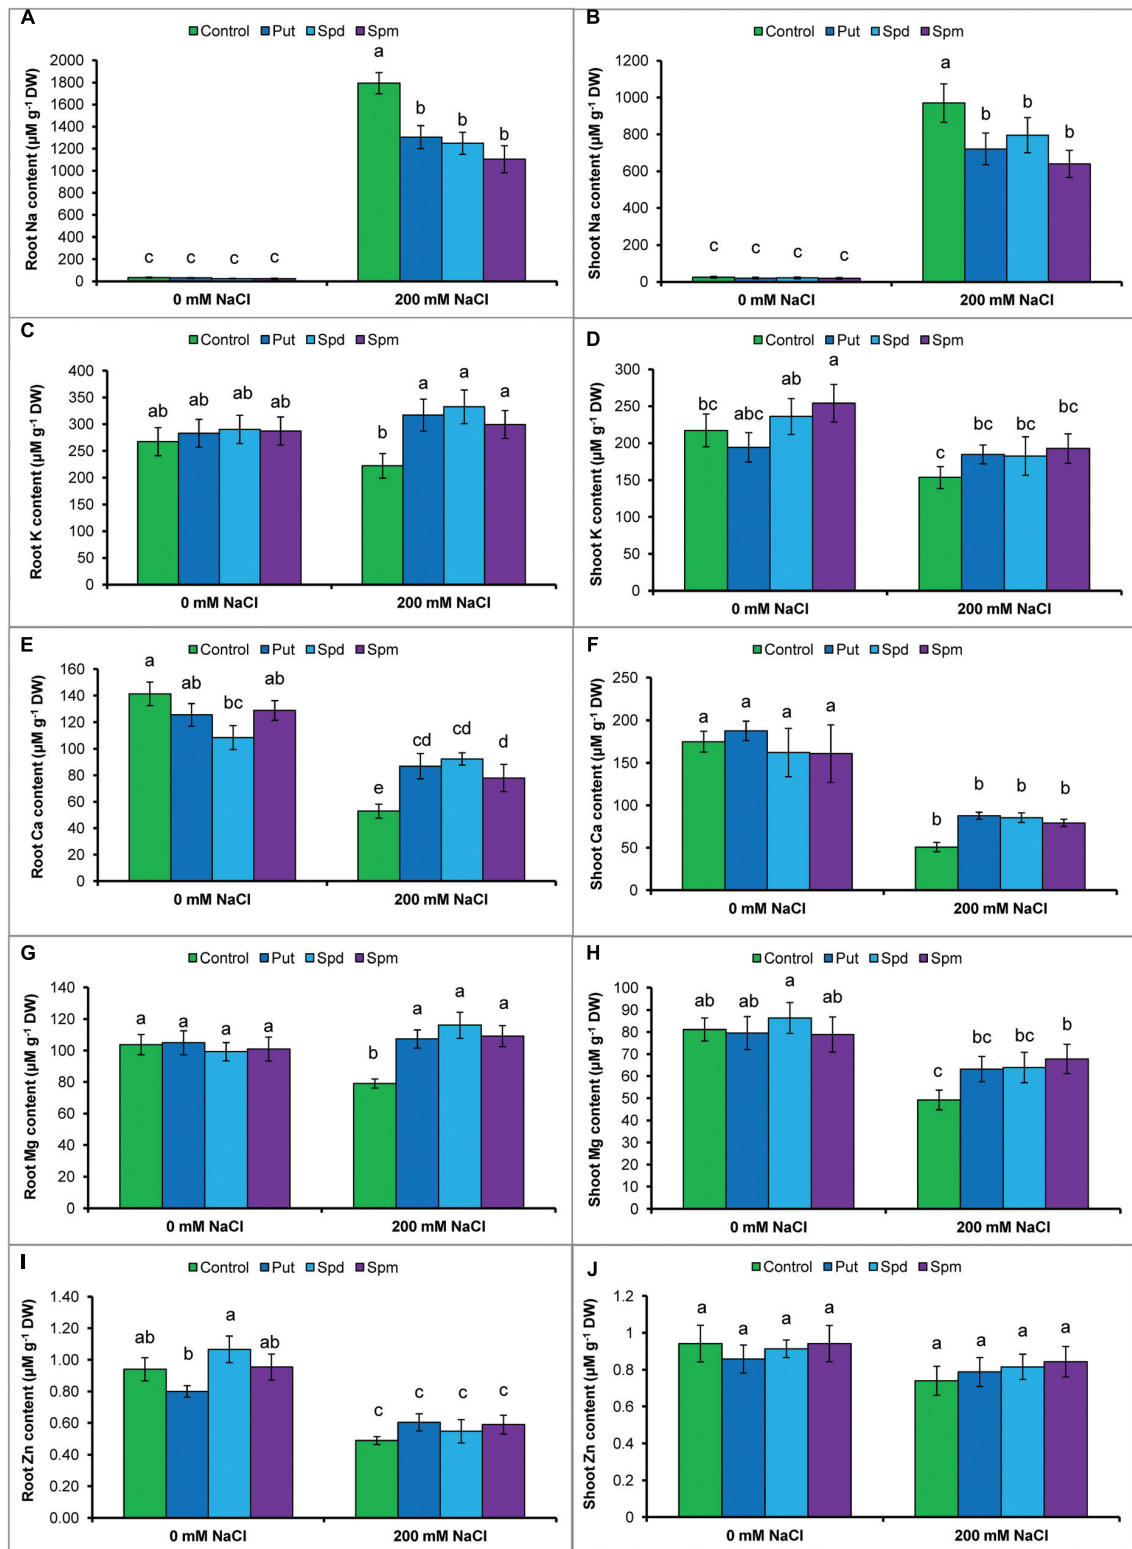 A
Control Put Spd Spm
Root Na content (µM g⁻¹ DW)
2000
1800
1600
1400
1200
1000
800
600
400
200
0
c c c c
a b b b
0 mM NaCl 200 mM NaCl
B
Control Put Spd Spm
Shoot Na content (µM g⁻¹ DW)
1200
1000
800
600
400
200
0
c c c c
a b b b
0 mM NaCl 200 mM NaCl
C
Control Put Spd Spm
Root K content (µM g⁻¹ DW)
400
350
300
250
200
150
100
50
0
ab ab ab ab
b a a a
0 mM NaCl 200 mM NaCl
D
Control Put Spd Spm
Shoot K content (µM g⁻¹ DW)
300
250
200
150
100
50
0
bc abc ab a
c bc bc bc
0 mM NaCl 200 mM NaCl
E
Control Put Spd Spm
Root Ca content (µM g⁻¹ DW)
160
140
120
100
80
60
40
20
0
a ab bc ab
e cd cd d
0 mM NaCl 200 mM NaCl
F
Control Put Spd Spm
Shoot Ca content (µM g⁻¹ DW)
250
200
150
100
50
0
a a a a
b b b b
0 mM NaCl 200 mM NaCl
G
Control Put Spd Spm
Root Mg content (µM g⁻¹ DW)
140
120
100
80
60
40
20
0
a a a a
b a a a
0 mM NaCl 200 mM NaCl
H
Control Put Spd Spm
Shoot Mg content (µM g⁻¹ DW)
100
90
80
70
60
50
40
30
20
10
0
ab ab a ab
c bc bc b
0 mM NaCl 200 mM NaCl
I
Control Put Spd Spm
Root Zn content (µM g⁻¹ DW)
1.40
1.20
1.00
0.80
0.60
0.40
0.20
0.00
ab b a ab
c c c c
0 mM NaCl 200 mM NaCl
J
Control Put Spd Spm
Shoot Zn content (µM g⁻¹ DW)
1.2
1
0.8
0.6
0.4
0.2
0
a a a a
a a a a
0 mM NaCl 200 mM NaCl